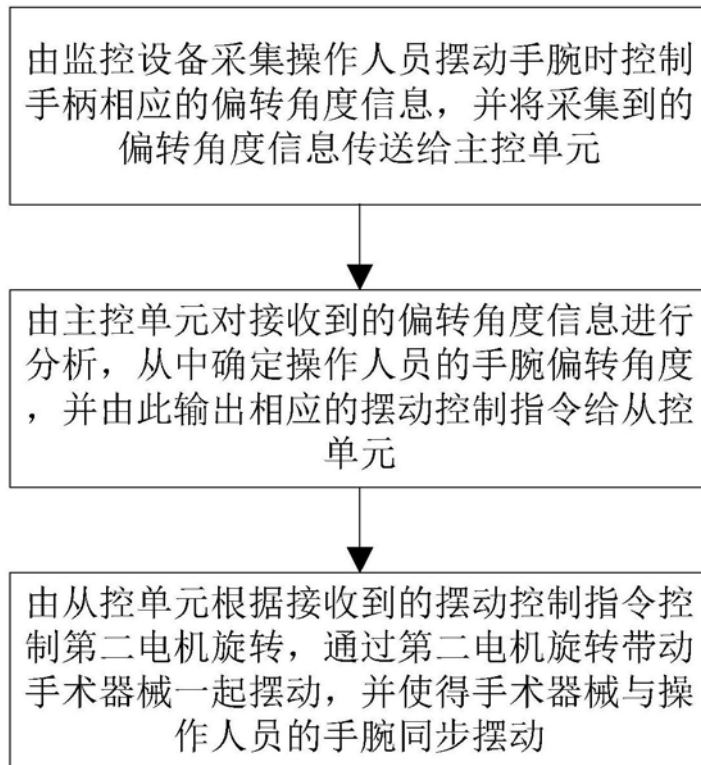 由监控设备采集操作人员摆动手腕时控制
手柄相应的偏转角度信息，并将采集到的
偏转角度信息传送给主控单元
由主控单元对接收到的偏转角度信息进行
分析，从中确定操作人员的手腕偏转角度
，并由此输出相应的摆动控制指令给从控
单元
由从控单元根据接收到的摆动控制指令控
制第二电机旋转，通过第二电机旋转带动
手术器械一起摆动，并使得手术器械与操
作人员的手腕同步摆动